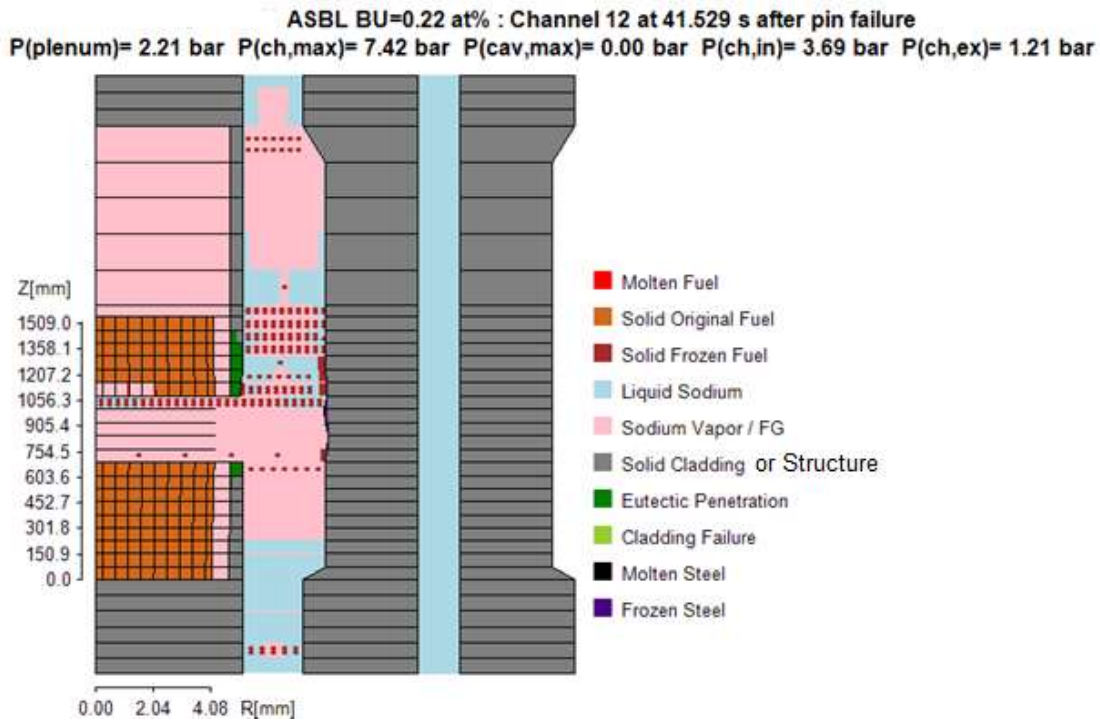 ASBL BU=0.22 at% : Channel 12 at 41.529 s after pin failure
P(plenum)= 2.21 bar P(ch,max)= 7.42 bar P(cav,max)= 0.00 bar P(ch,in)= 3.69 bar P(ch,ex)= 1.21 bar
Z[mm]
1509.0
1358.1
1207.2
1056.3
905.4
754.5
603.6
452.7
301.8
150.9
0.0
Molten Fuel
Solid Original Fuel
Solid Frozen Fuel
Liquid Sodium
Sodium Vapor / FG
Solid Cladding or Structure
Eutectic Penetration
Cladding Failure
Molten Steel
Frozen Steel
0.00 2.04 4.08 R[mm]